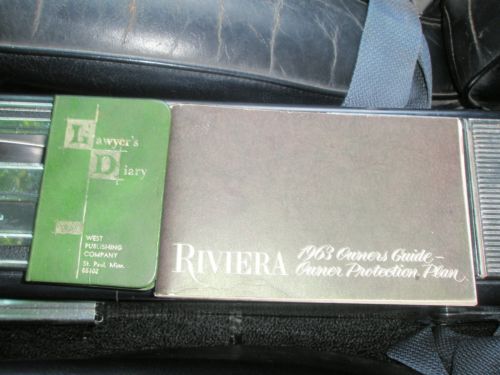 Lawyer's
Diary
WEST
PUBLISHING
COMPANY
St. Paul, Minn.
55102
RIVIERA
1963 Owners Guide-
Owner Protection Plan